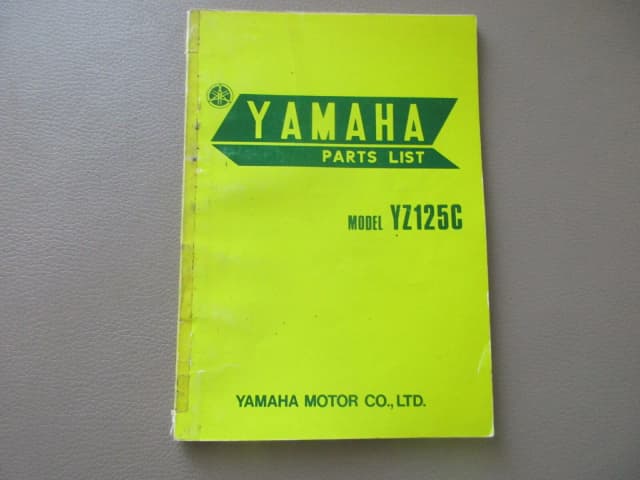 YAMAHA
PARTS LIST
MODEL YZ125C
YAMAHA MOTOR CO., LTD.